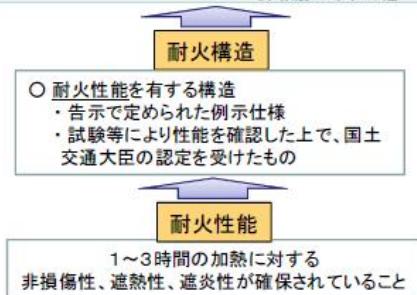 耐火構造
○ 耐火性能を有する構造
・告示で定められた例示仕様
・試験等により性能を確認した上で、国土
交通大臣の認定を受けたもの
耐火性能
1～3時間の加熱に対する
非損傷性、遮熱性、遮炎性が確保されていること